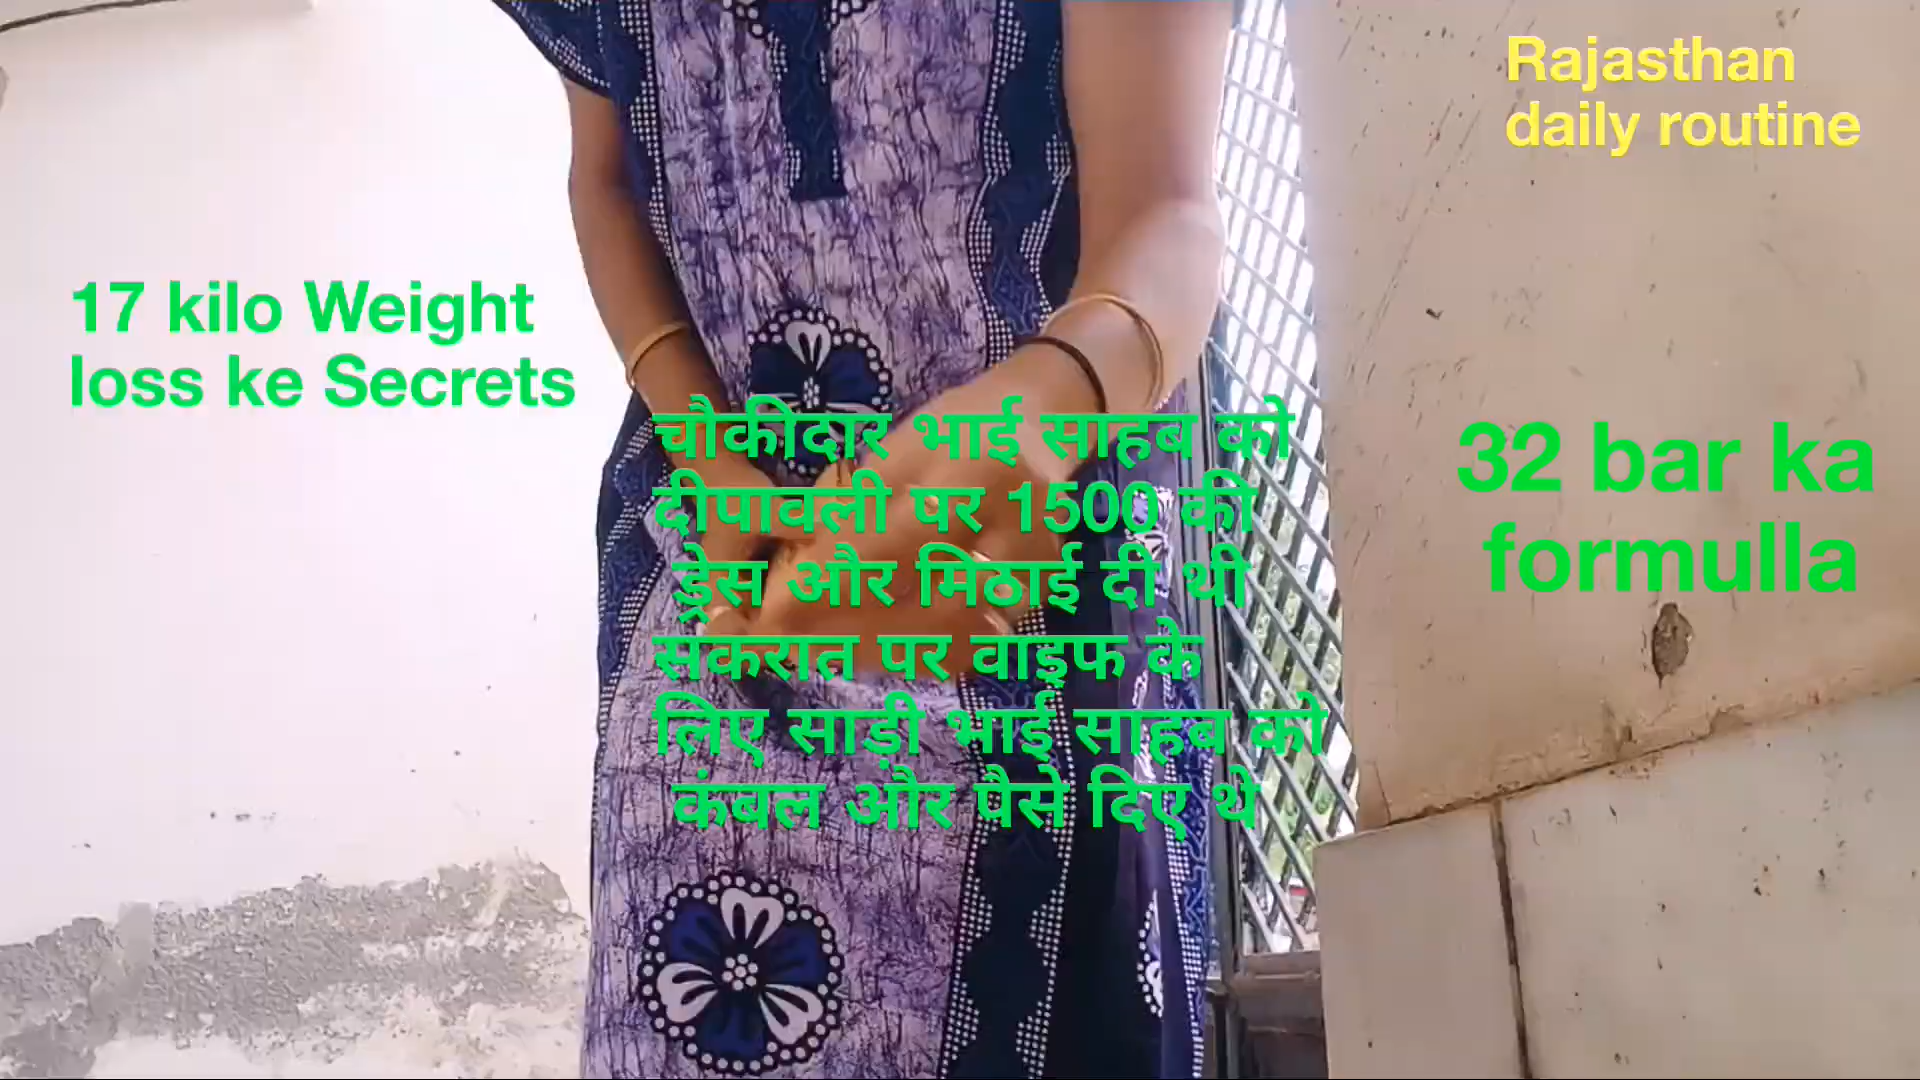 Rajasthan
daily routine
17 kilo Weight
loss ke Secrets
32 bar ka
formulla
चौकीदार भाई साहब को
दीपावली पर 1500 की
ड्रेस और मिठाई दी थी
सकरात पर वाइफ के
लिए साड़ी भाई साहब को
कंबल और पैसे दिए थे